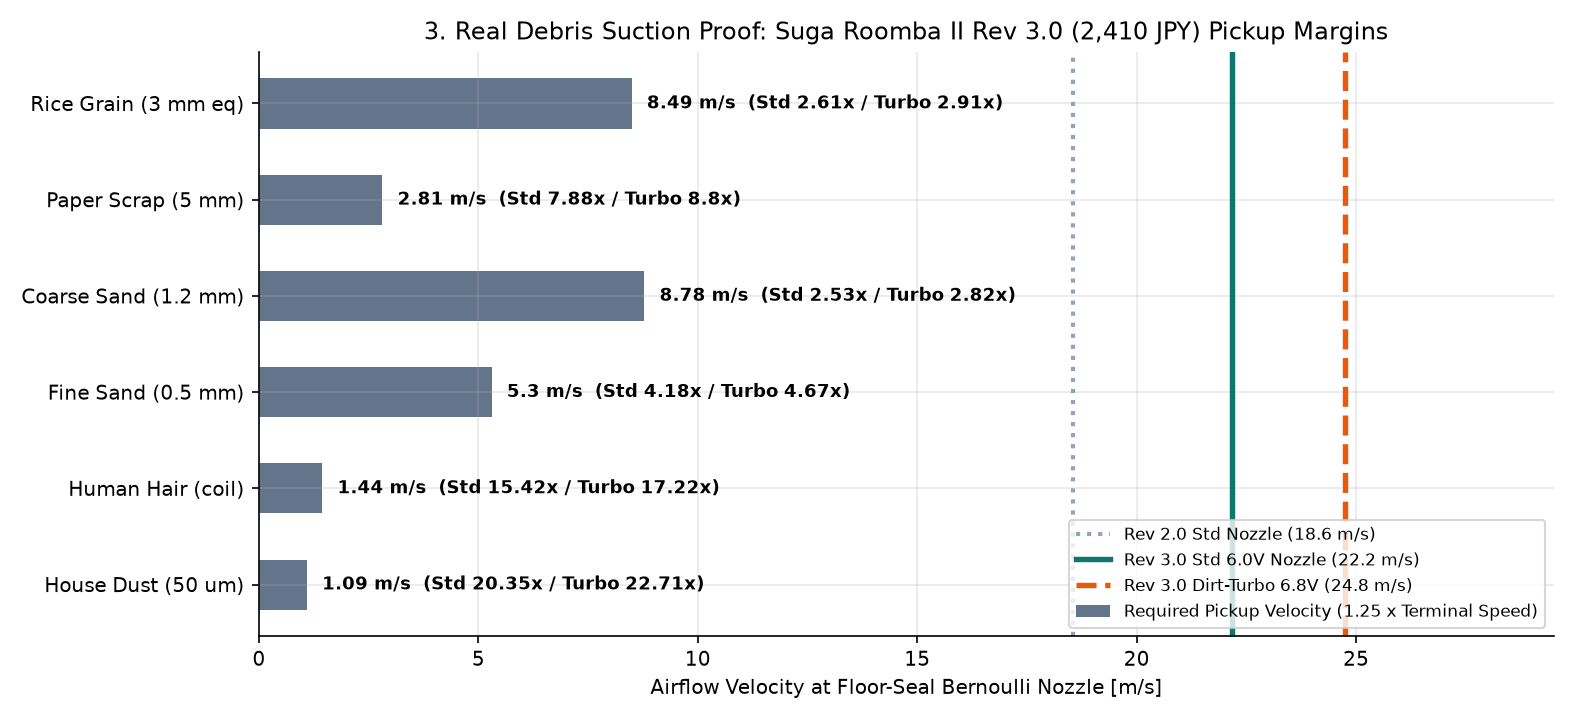 3. Real Debris Suction Proof: Suga Roomba II Rev 3.0 (2,410 JPY) Pickup Margins
Rice Grain (3 mm eq)
8.49 m/s  (Std 2.61x / Turbo 2.91x)
Paper Scrap (5 mm)
2.81 m/s  (Std 7.88x / Turbo 8.8x)
Coarse Sand (1.2 mm)
8.78 m/s  (Std 2.53x / Turbo 2.82x)
Fine Sand (0.5 mm)
5.3 m/s  (Std 4.18x / Turbo 4.67x)
Human Hair (coil)
1.44 m/s  (Std 15.42x / Turbo 17.22x)
House Dust (50 um)
1.09 m/s  (Std 20.35x / Turbo 22.71x)
Rev 2.0 Std Nozzle (18.6 m/s)
Rev 3.0 Std 6.0V Nozzle (22.2 m/s)
Rev 3.0 Dirt-Turbo 6.8V (24.8 m/s)
Required Pickup Velocity (1.25 x Terminal Speed)
0 5 10 15 20 25
Airflow Velocity at Floor-Seal Bernoulli Nozzle [m/s]